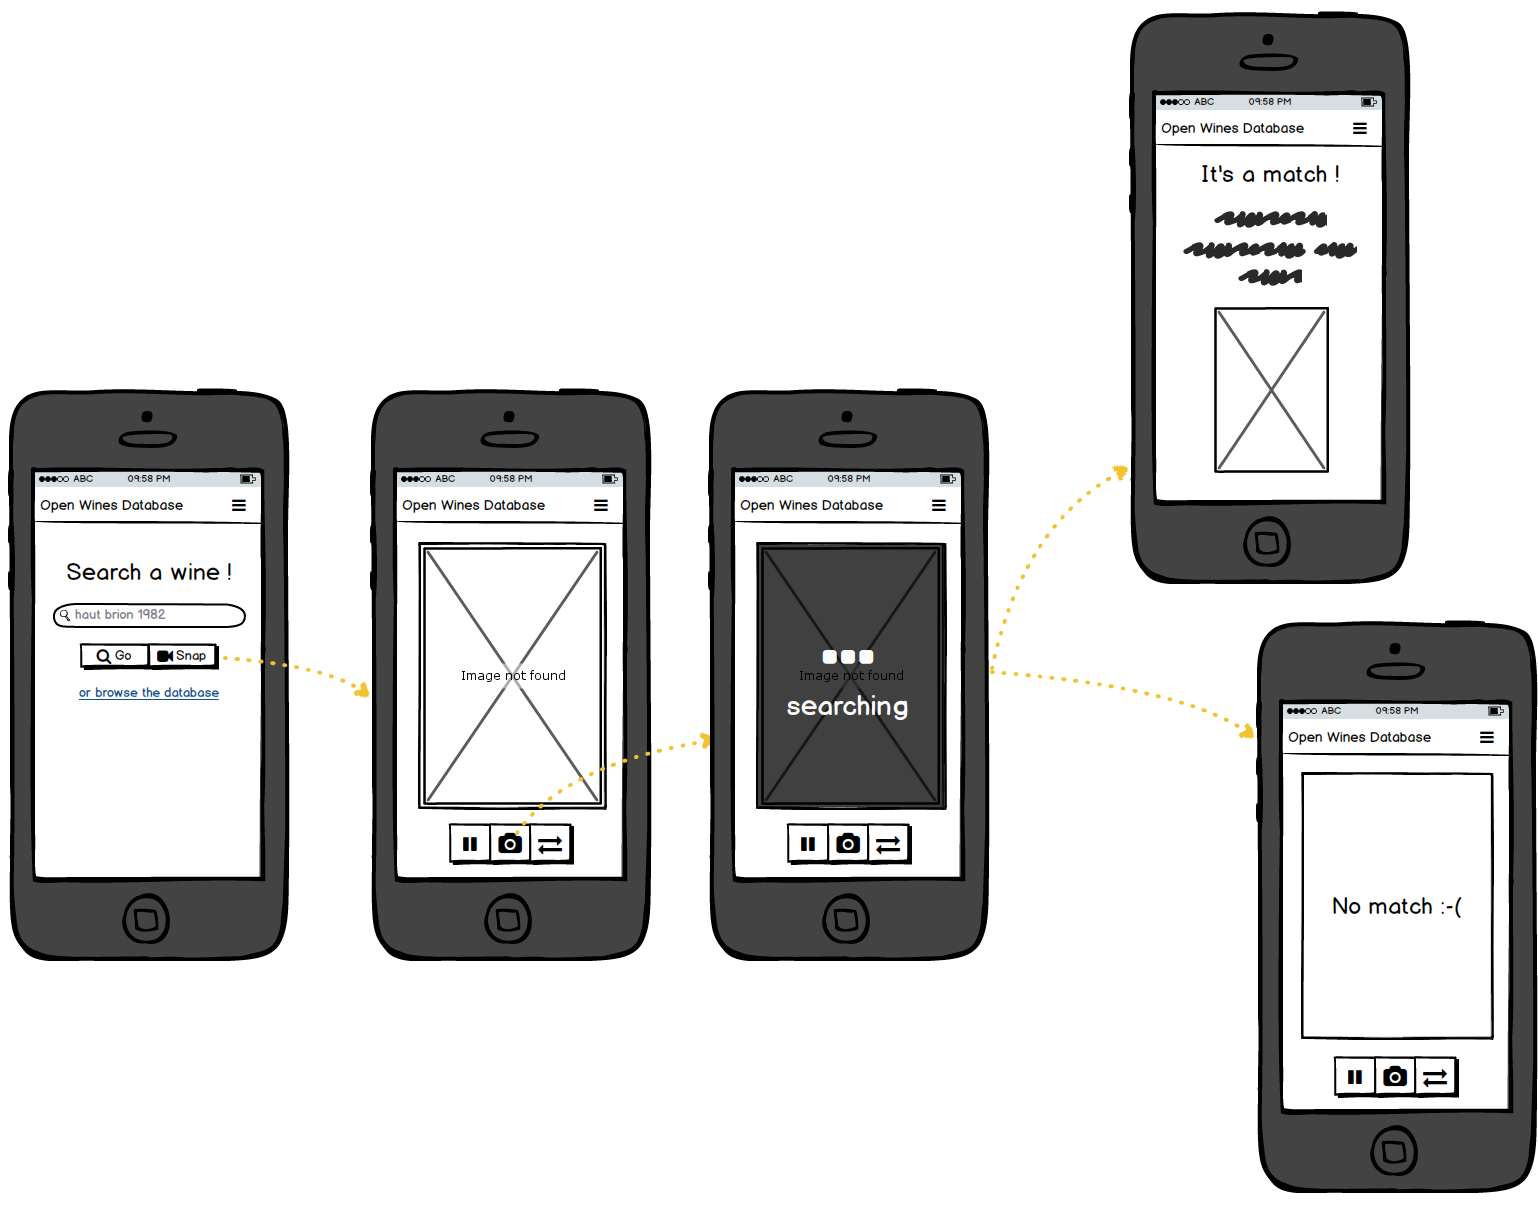 ABC 09:58 PM
Open Wines Database
Search a wine !
haut brion 1982
Go Snap
or browse the database
ABC 09:58 PM
Open Wines Database
Image not found
ABC 09:58 PM
Open Wines Database
Image not found
searching
ABC 09:58 PM
Open Wines Database
It's a match !
ABC 09:58 PM
Open Wines Database
No match :-(